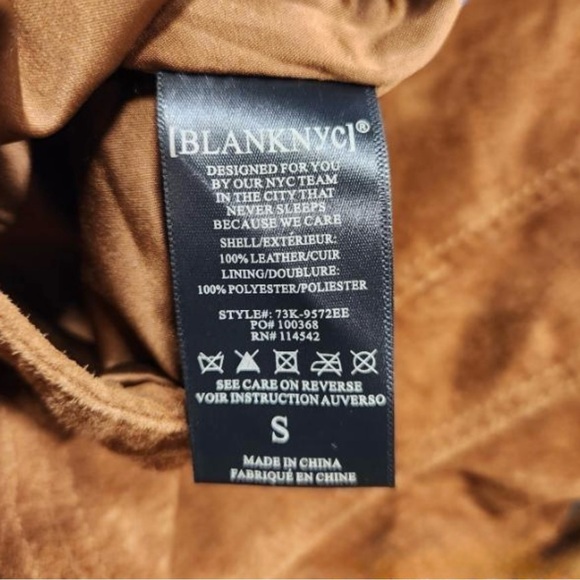 [BLANKNYC]®
DESIGNED FOR YOU
BY OUR NYC TEAM
IN THE CITY THAT
NEVER SLEEPS
BECAUSE WE CARE
SHELL/EXTÉRIEUR:
100% LEATHER/CUIR
LINING/DOUBLURE:
100% POLYESTER/POLIESTER
STYLE#: 73K-9572EE
PO# 100368
RN# 114542
SEE CARE ON REVERSE
VOIR INSTRUCTION AUVERSO
S
MADE IN CHINA
FABRIQUÉ EN CHINE